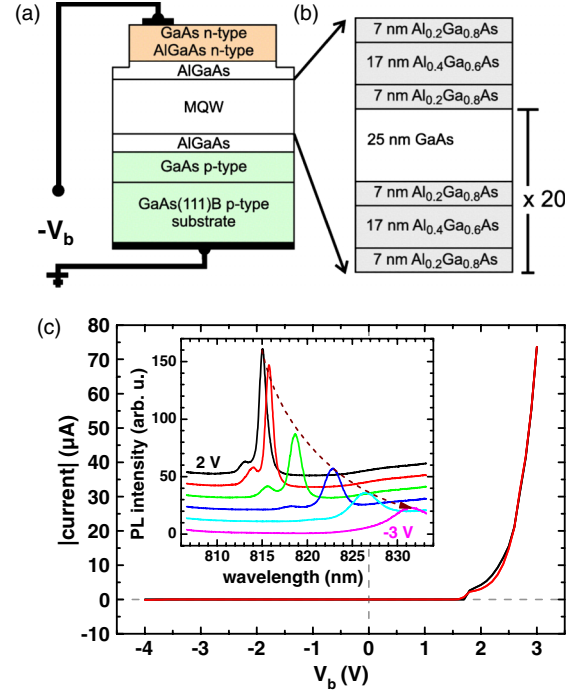 (a)
GaAs n-type
AlGaAs n-type
AlGaAs
MQW
AlGaAs
GaAs p-type
GaAs(111)B p-type
substrate
-Vb
+
(b)
7 nm Al0.2Ga0.8As
17 nm Al0.4Ga0.6As
7 nm Al0.2Ga0.8As
25 nm GaAs
7 nm Al0.2Ga0.8As
17 nm Al0.4Ga0.6As
7 nm Al0.2Ga0.8As
x 20
(c)
|current| (µA)
80
70
60
50
40
30
20
10
0
-10
-4 -3 -2 -1 0 1 2 3
Vb (V)
PL intensity (arb. u.)
150
100
50
0
2 V
-3 V
810 815 820 825 830
wavelength (nm)